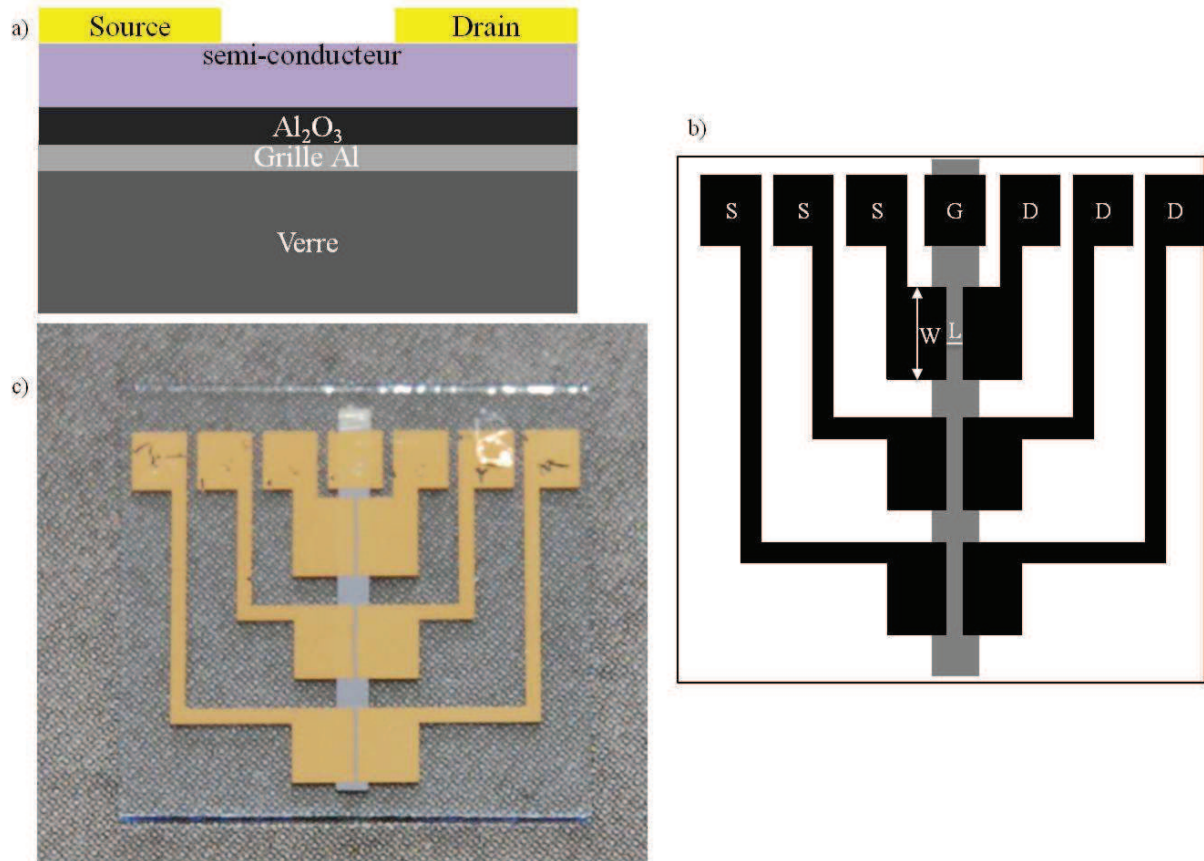 a)
Source Drain
semi-conducteur
Al₂O₃
Grille Al
Verre
b)
S S S G D D D
W L
c)